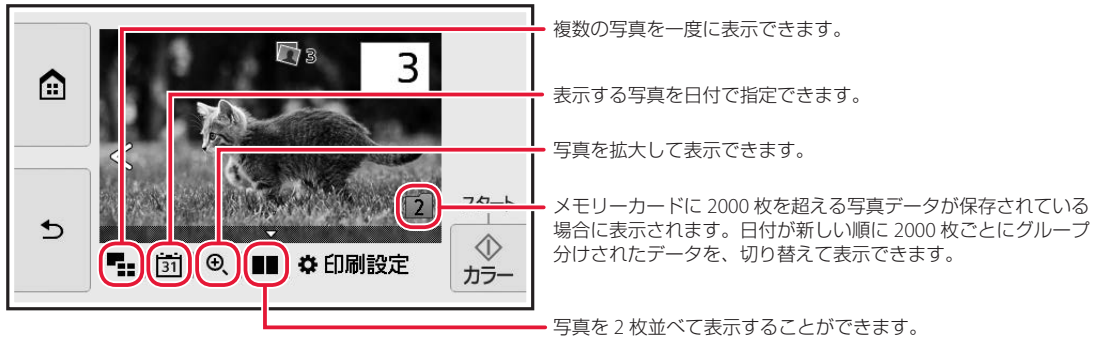 複数の写真を一度に表示できます。
3
3
表示する写真を日付で指定できます。
写真を拡大して表示できます。
2
スタート
メモリーカードに 2000 枚を超える写真データが保存されている
場合に表示されます。日付が新しい順に 2000 枚ごとにグループ
分けされたデータを、切り替えて表示できます。
31
印刷設定
カラー
写真を 2 枚並べて表示することができます。